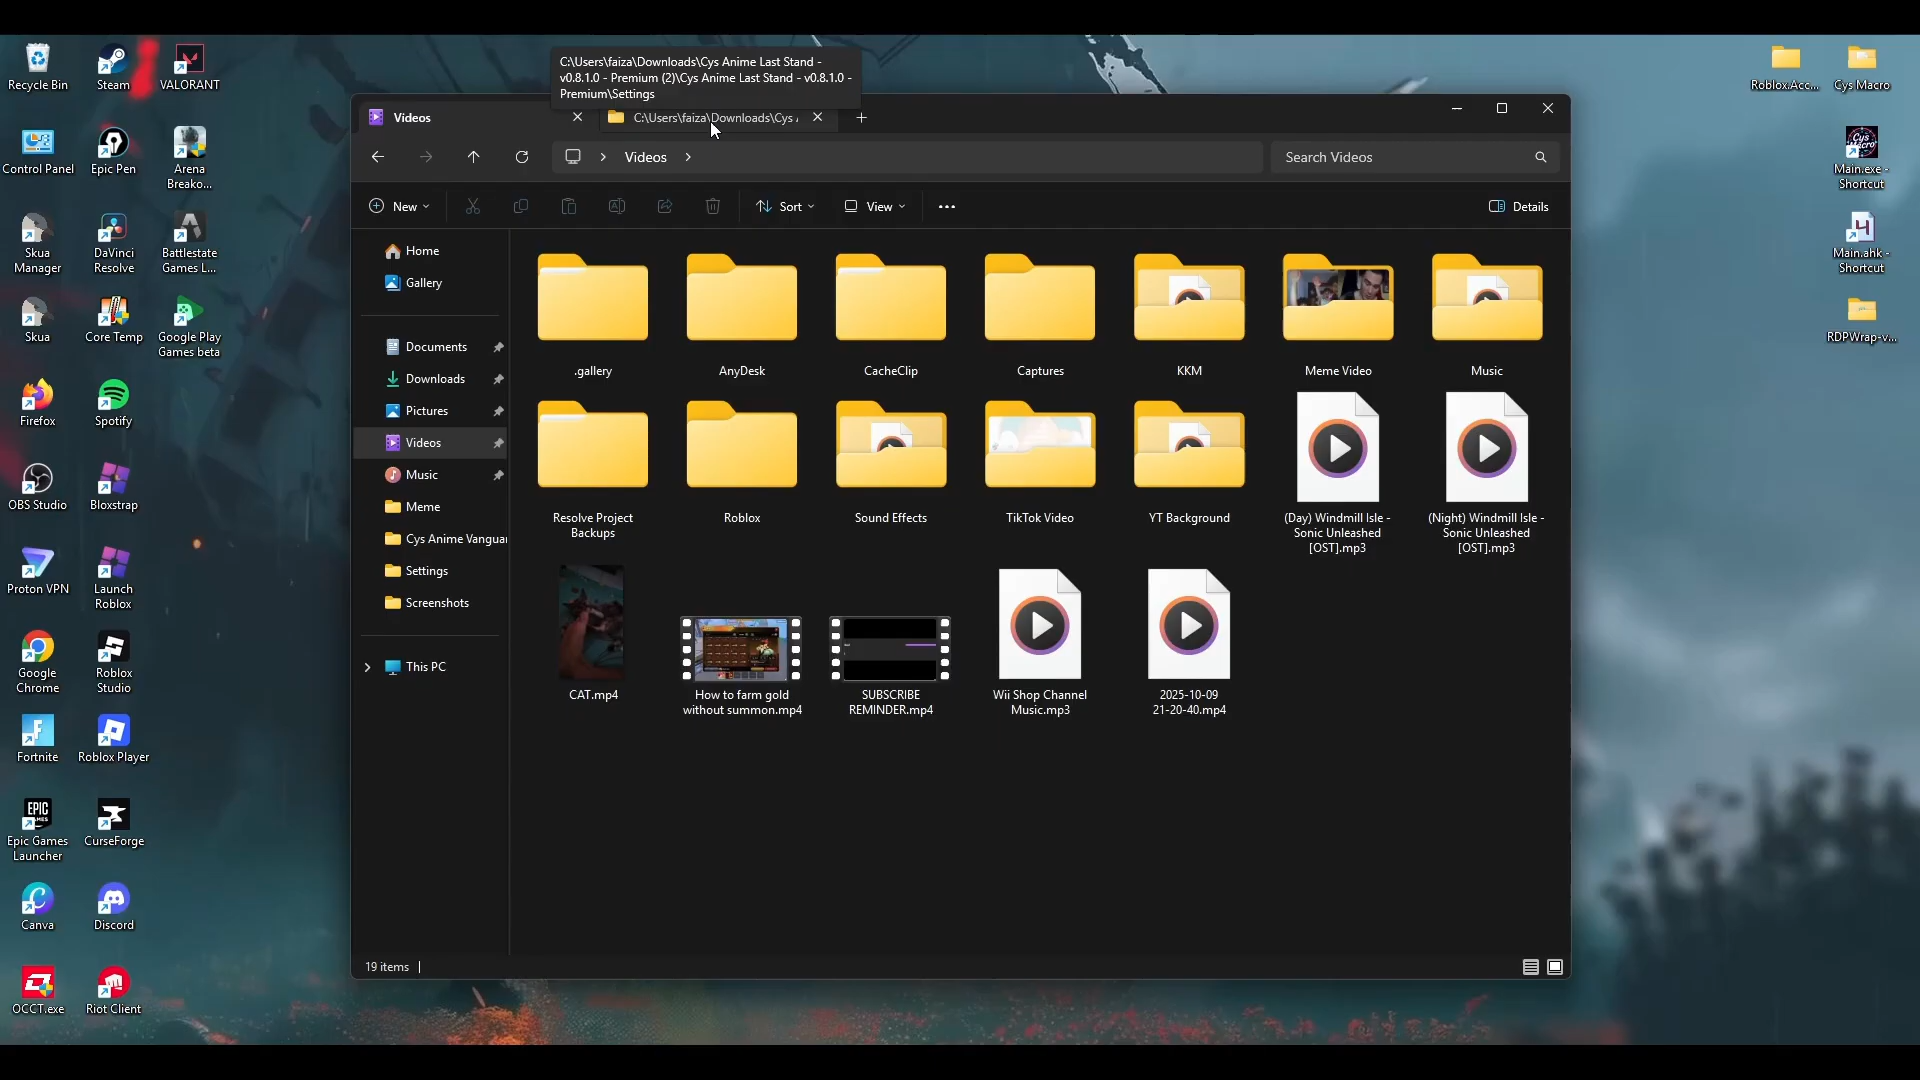 C:\Users\faiza\Downloads\Cys Anime Last Stand -
v0.8.1.0 - Premium (2)\Cys Anime Last Stand - v0.8.1.0 -
Premium\Settings
Videos
C:\Users\faiza\Downloads\Cys
Videos
Search Videos
New
Sort
View
Details
Home
Gallery
Documents
Downloads
Pictures
Videos
Music
Meme
Cys Anime Vangua
Settings
Screenshots
This PC
.gallery
AnyDesk
CacheClip
Captures
KKM
Meme Video
Music
Resolve Project
Backups
Roblox
Sound Effects
TikTok Video
YT Background
(Day) Windmill Isle -
Sonic Unleashed
[OST].mp3
(Night) Windmill Isle -
Sonic Unleashed
[OST].mp3
CAT.mp4
How to farm gold
without summon.mp4
SUBSCRIBE
REMINDER.mp4
Wii Shop Channel
Music.mp3
2025-10-09
21-20-40.mp4
19 items
Recycle Bin
Steam
VALORANT
Control Panel
Epic Pen
Arena
Breako...
Skua
Manager
DaVinci
Resolve
Battlestate
Games L...
Skua
Core Temp
Google Play
Games beta
Firefox
Spotify
OBS Studio
Bloxstrap
Proton VPN
Launch
Roblox
Google
Chrome
Roblox
Studio
Fortnite
Roblox Player
EPIC
GAMES
Epic Games
Launcher
CurseForge
Canva
Discord
OCCT.exe
Riot Client
Roblox.Acc...
Cys Macro
Cys
Macro
Main.exe -
Shortcut
Main.ahk -
Shortcut
RDPWrap-v...